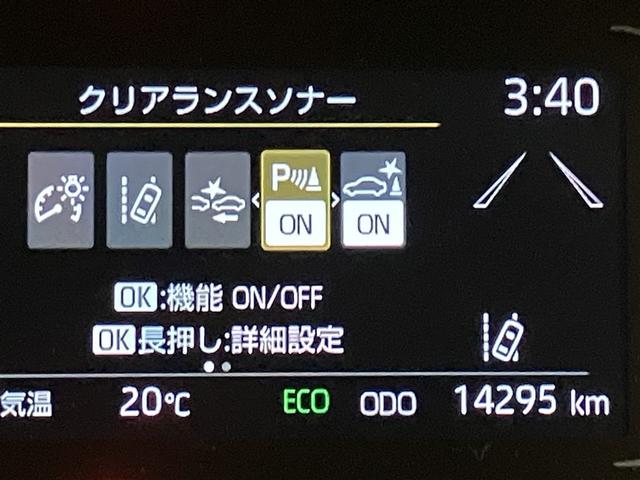 クリアランスソナー 3:40
P
ON ON
OK:機能 ON/OFF
OK長押し:詳細設定
気温 20℃ ECO ODO 14295 km